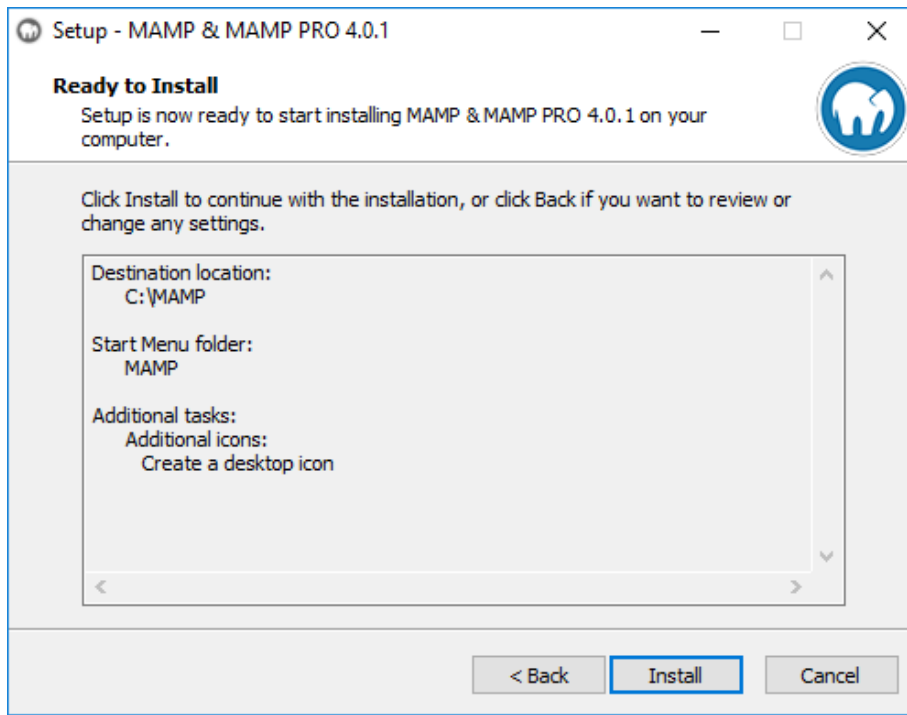 Setup - MAMP & MAMP PRO 4.0.1
Ready to Install
Setup is now ready to start installing MAMP & MAMP PRO 4.0.1 on your
computer.
Click Install to continue with the installation, or click Back if you want to review or
change any settings.
Destination location:
C:\MAMP
Start Menu folder:
MAMP
Additional tasks:
Additional icons:
Create a desktop icon
< Back
Install
Cancel